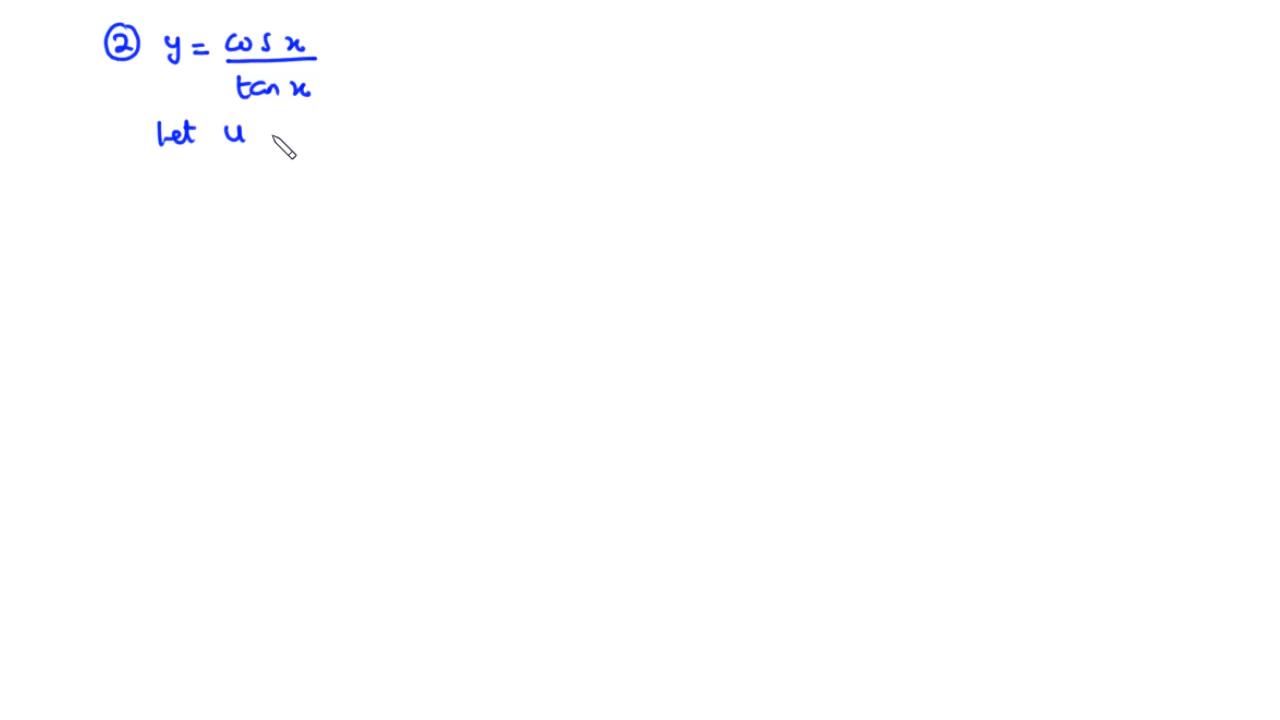 ② y = cos x / tan x
Let u